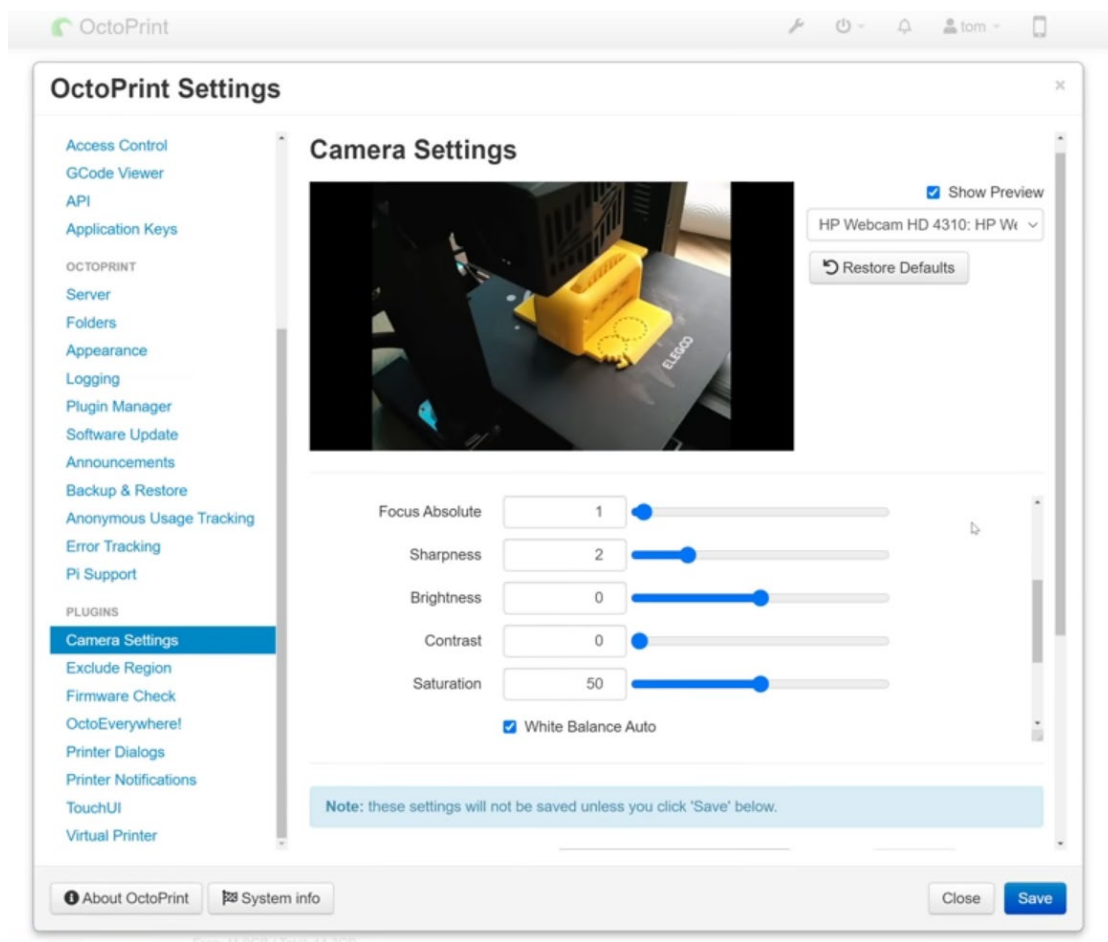 OctoPrint
tom
OctoPrint Settings
×
Access Control
GCode Viewer
API
Application Keys
OCTOPRINT
Server
Folders
Appearance
Logging
Plugin Manager
Software Update
Announcements
Backup & Restore
Anonymous Usage Tracking
Error Tracking
Pi Support
PLUGINS
Camera Settings
Exclude Region
Firmware Check
OctoEverywhere!
Printer Dialogs
Printer Notifications
TouchUI
Virtual Printer
Camera Settings
ELEGOO
Show Preview
HP Webcam HD 4310: HP We
Restore Defaults
Focus Absolute 1
Sharpness 2
Brightness 0
Contrast 0
Saturation 50
White Balance Auto
Note: these settings will not be saved unless you click 'Save' below.
About OctoPrint System info Close Save